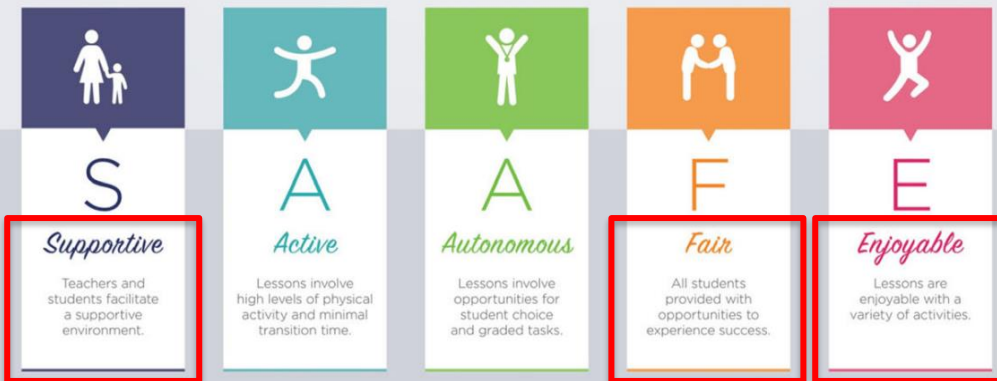 S
Supportive
Teachers and
students facilitate
a supportive
environment.
A
Active
Lessons involve
high levels of physical
activity and minimal
transition time.
A
Autonomous
Lessons involve
opportunities for
student choice
and graded tasks.
F
Fair
All students
provided with
opportunities to
experience success.
E
Enjoyable
Lessons are
enjoyable with a
variety of activities.